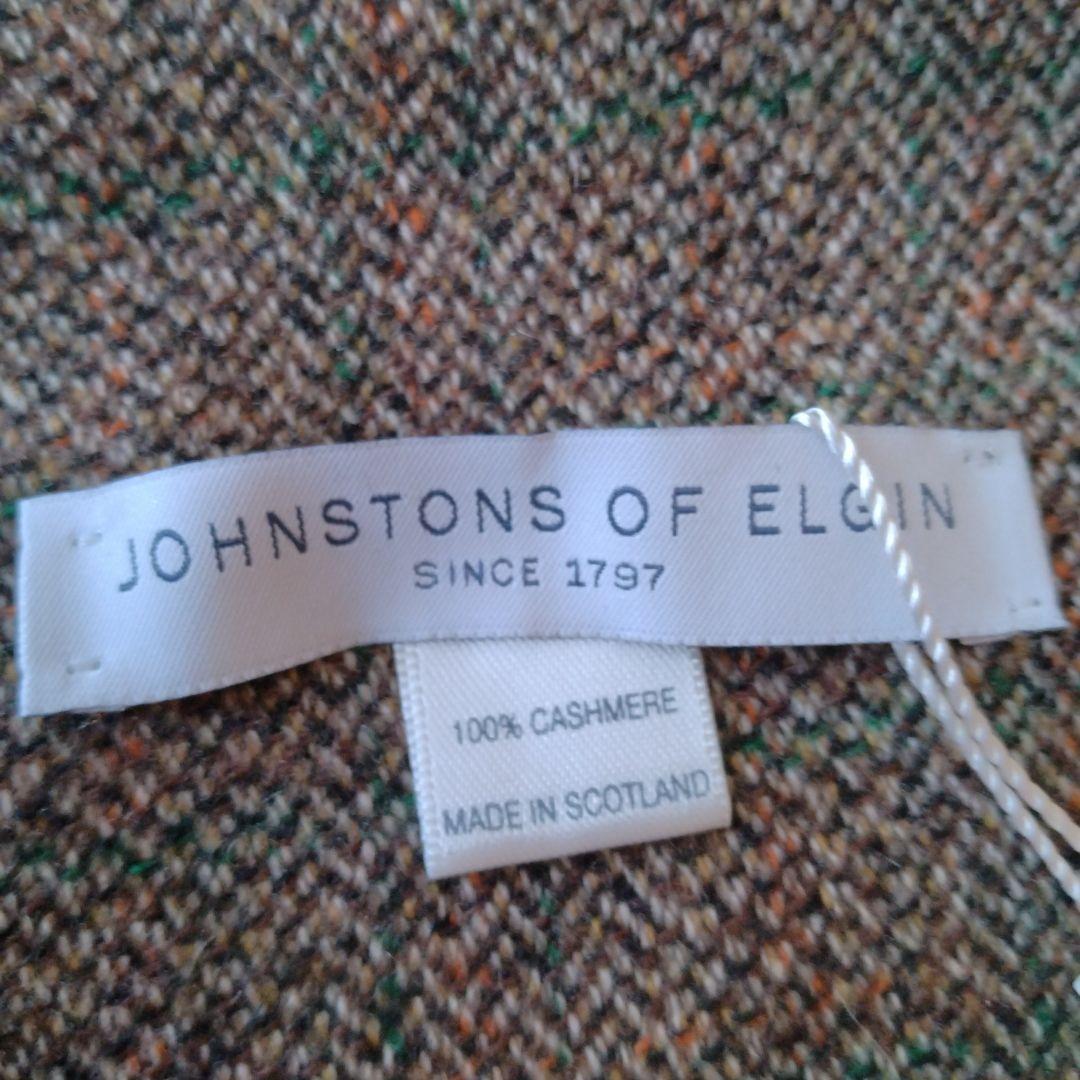 JOHNSTONS OF ELGIN
SINCE 1797
100% CASHMERE
MADE IN SCOTLAND